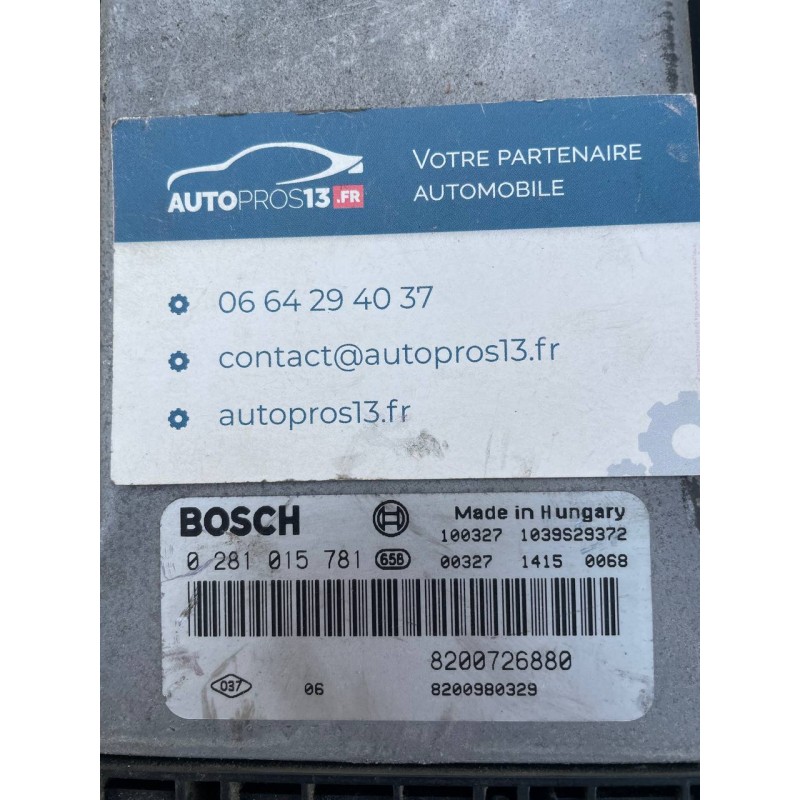 AUTOPROS13.FR
VOTRE PARTENAIRE
AUTOMOBILE
06 64 29 40 37
contact@autopros13.fr
autopros13.fr
BOSCH
Made in Hungary
100327 1039S29372
0 281 015 781 658 00327 1415 0068
8200726880
037 06 8200980329